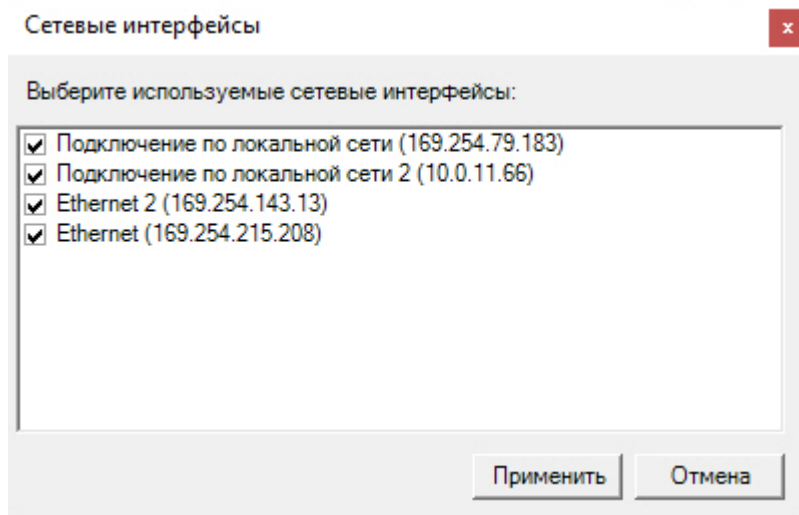 Сетевые интерфейсы
x
Выберите используемые сетевые интерфейсы:
Подключение по локальной сети (169.254.79.183)
Подключение по локальной сети 2 (10.0.11.66)
Ethernet 2 (169.254.143.13)
Ethernet (169.254.215.208)
Применить Отмена